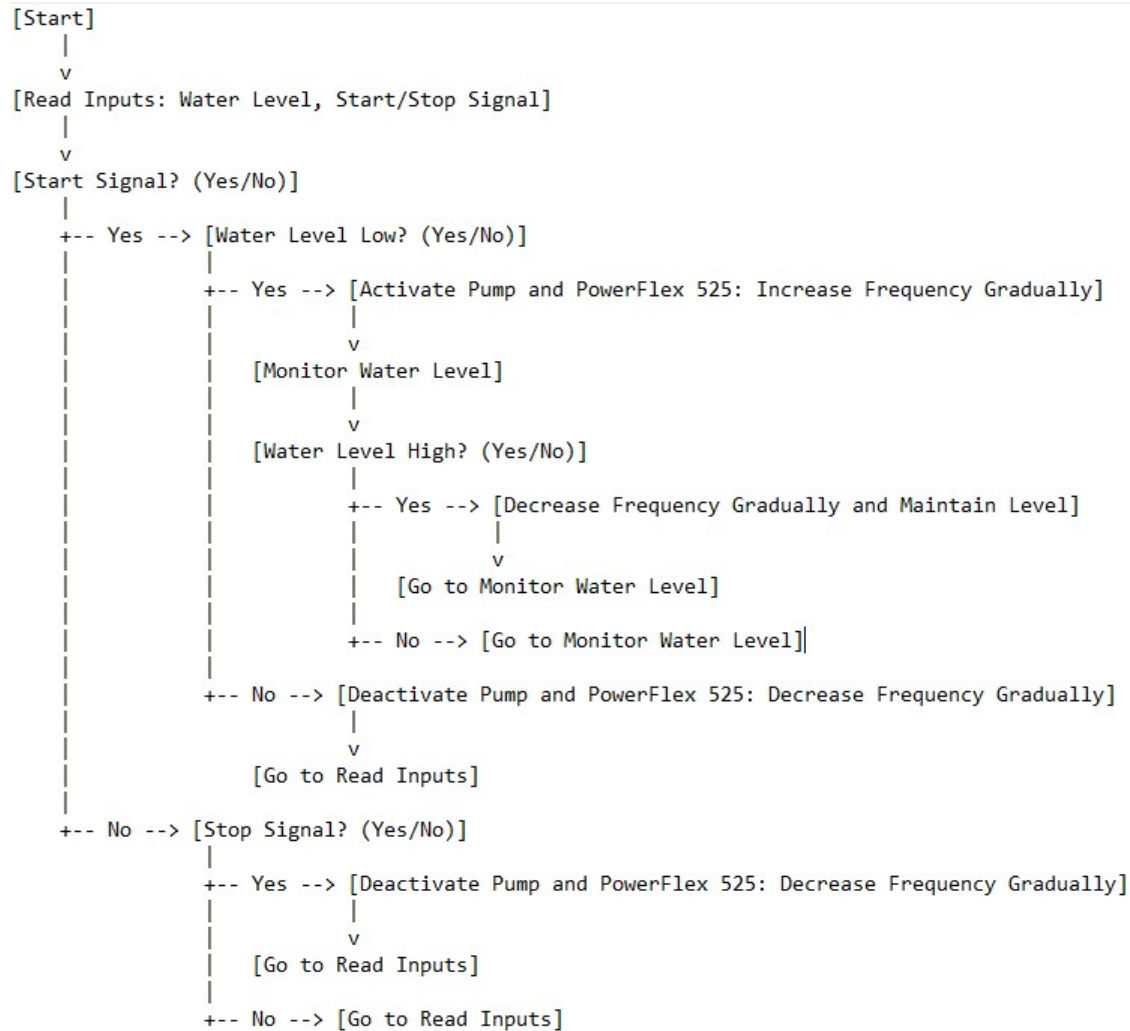 [Start]
|
v
[Read Inputs: Water Level, Start/Stop Signal]
|
v
[Start Signal? (Yes/No)]
|
+-- Yes --> [Water Level Low? (Yes/No)]
|           |
|           +-- Yes --> [Activate Pump and PowerFlex 525: Increase Frequency Gradually]
|           |           |
|           |           v
|           |   [Monitor Water Level]
|           |           |
|           |           v
|           |   [Water Level High? (Yes/No)]
|           |           |
|           |           +-- Yes --> [Decrease Frequency Gradually and Maintain Level]
|           |           |           |
|           |           |           v
|           |           |   [Go to Monitor Water Level]
|           |           |
|           |           +-- No --> [Go to Monitor Water Level]
|           |
|           +-- No --> [Deactivate Pump and PowerFlex 525: Decrease Frequency Gradually]
|                       |
|                       v
|               [Go to Read Inputs]
|
+-- No --> [Stop Signal? (Yes/No)]
            |
            +-- Yes --> [Deactivate Pump and PowerFlex 525: Decrease Frequency Gradually]
            |           |
            |           v
            |   [Go to Read Inputs]
            |
            +-- No --> [Go to Read Inputs]